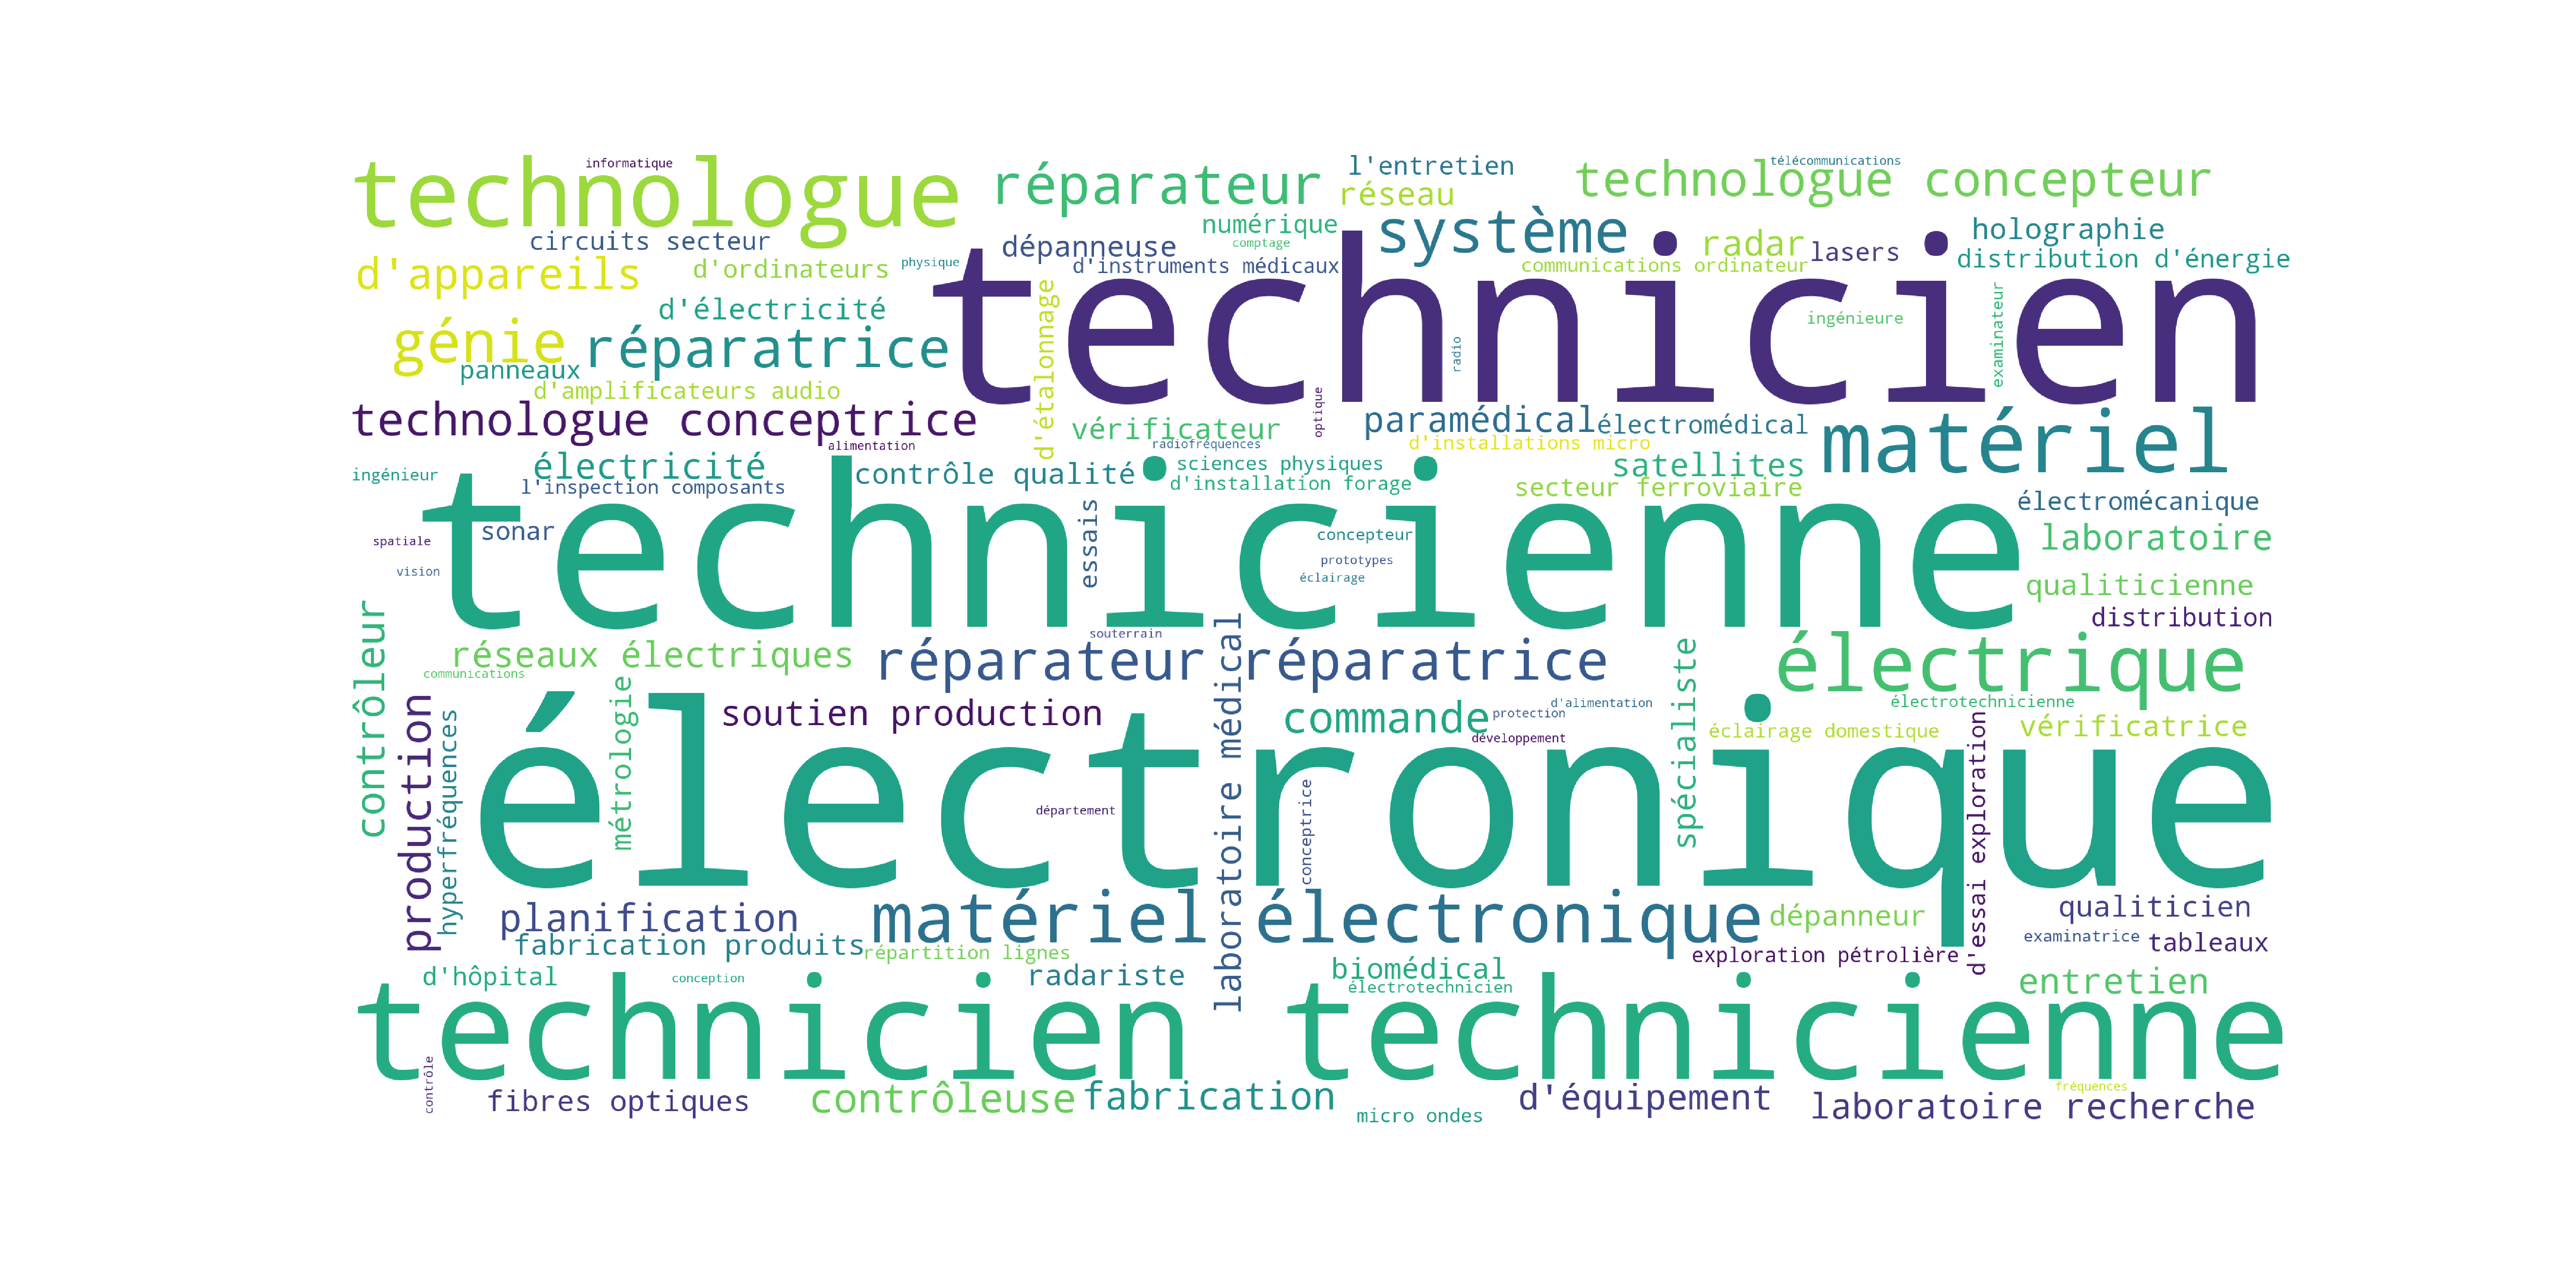 technologue
informatique
réparateur
l'entretien
réseau
technologue concepteur
télécommunications
circuits secteur
numérique
système
holographie
dépanneuse
comptage
radar
lasers
d'appareils
d'ordinateurs
physique
d'instruments médicaux
communications ordinateur
distribution d'énergie
technicien
d'électricité
d'étalonnage
ingénieure
examinateur
génie
réparatrice
radio
panneaux
d'amplificateurs audio
optique
technologue conceptrice
vérificateur
paramédical
électromédical
matériel
alimentation
radiofréquences
d'installations micro
ingénieur
électricité
contrôle qualité
sciences physiques
satellites
l'inspection composants
d'installation forage
secteur ferroviaire
électromécanique
technicienne
sonar
essais
concepteur
laboratoire
spatiale
prototypes
vision
éclairage
qualiticienne
distribution
contrôleur
souterrain
réseaux électriques
réparateur réparatrice
électrique
communications
laboratoire médical
spécialiste
production
hyperfréquences
métrologie
soutien production
commande
protection
d'alimentation
électrotechnicienne
développement
éclairage domestique
vérificatrice
électronique
département
conceptrice
d'essai exploration
planification
matériel électronique
dépanneur
qualiticien
fabrication produits
répartition lignes
exploration pétrolière
examinatrice
tableaux
d'hôpital
conception
radariste
biomédical
électrotechnicien
entretien
technicien technicienne
contrôle
fibres optiques
contrôleuse
fabrication
micro ondes
d'équipement
fréquences
laboratoire recherche